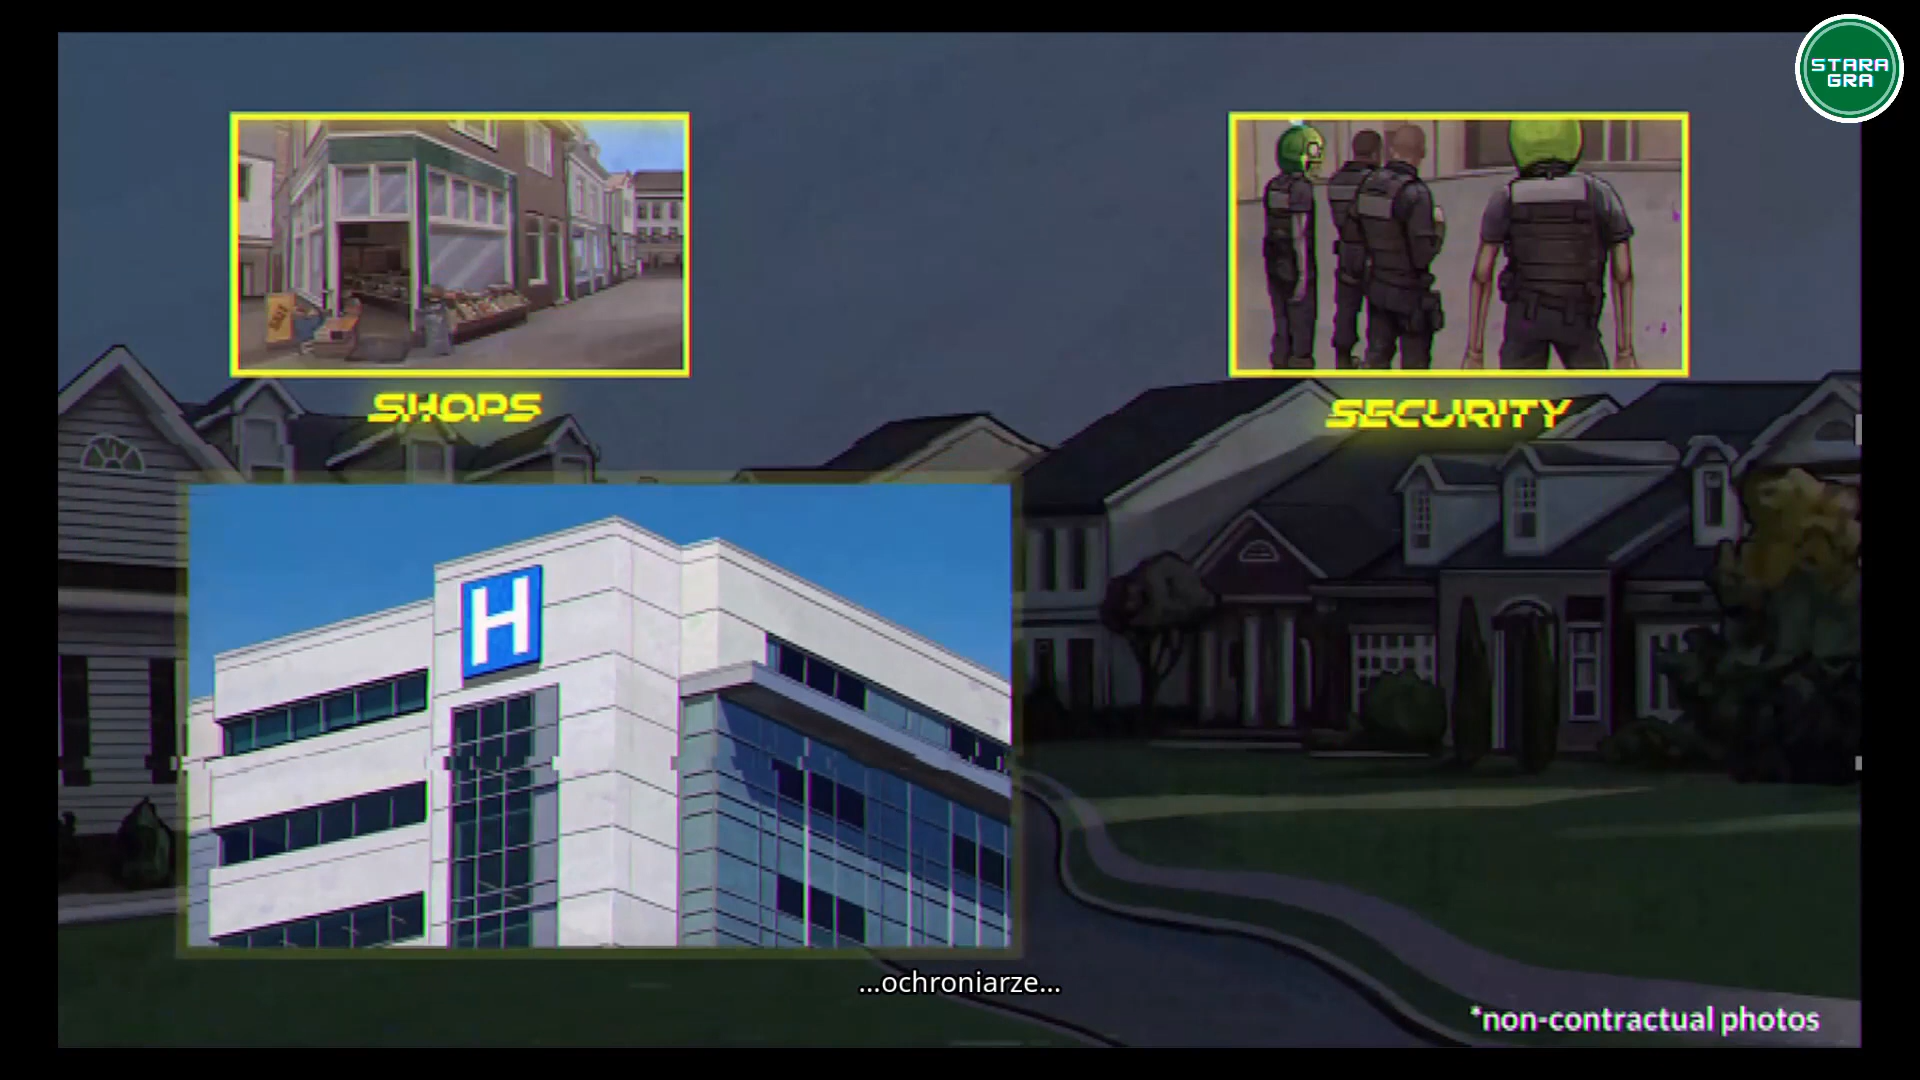 STARA
GRA
SHOPS
SECURITY
H
...ochroniarze...
*non-contractual photos